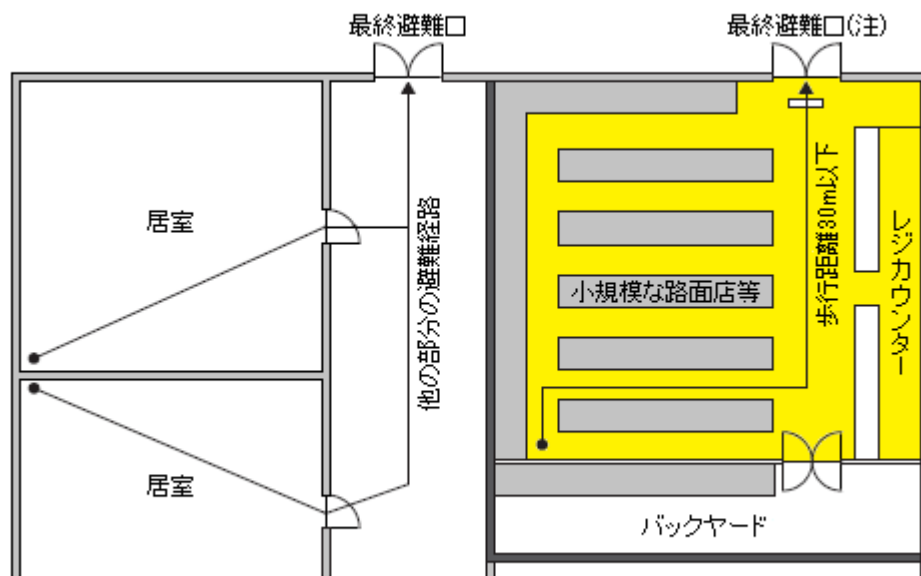 最終避難口
最終避難口(注)
居室
他の部分の避難経路
小規模な路面店等
歩行距離30m以下
レジカウンター
居室
バックヤード